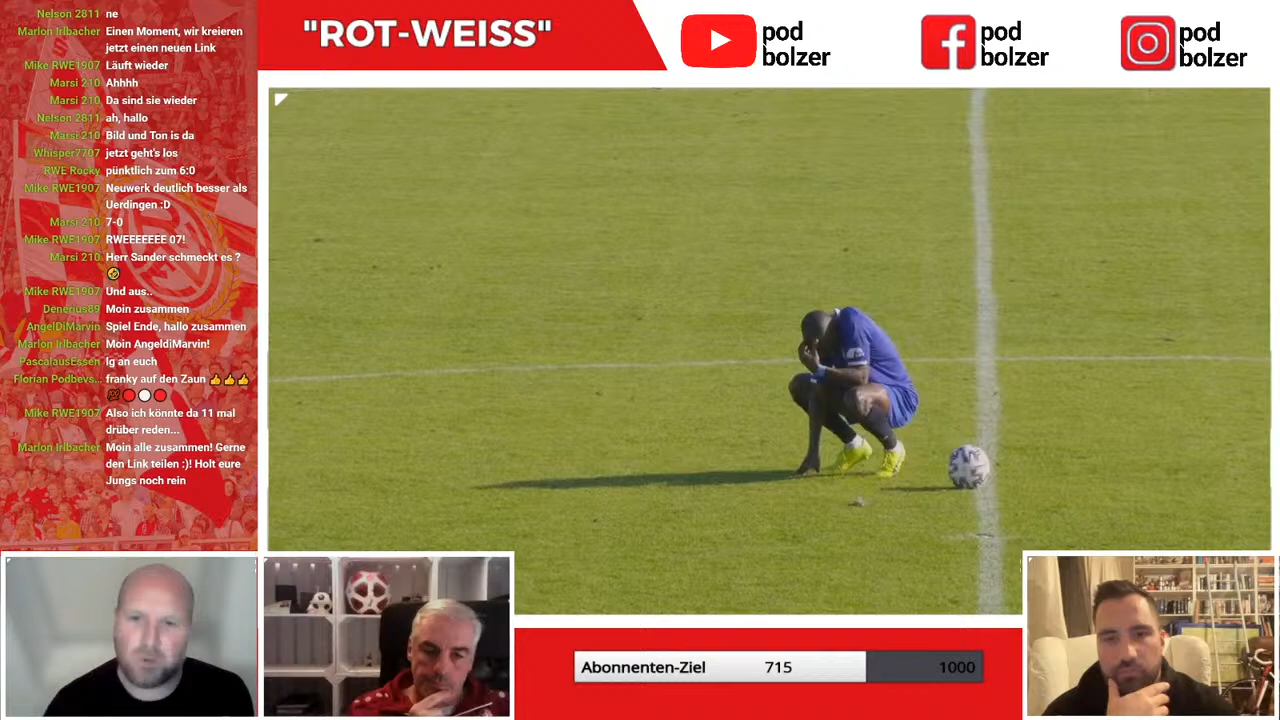 Nelson 2811 ne
Marlon Irlbacher Einen Moment, wir kreieren
jetzt einen neuen Link
Mike RWE1907 Läuft wieder
Marsi 210 Ahhhh
Marsi 210 Da sind sie wieder
Nelson 2811 ah, hallo
Marsi 210 Bild und Ton is da
Whisper7707 jetzt geht's los
RWE Rocky pünktlich zum 6:0
Mike RWE1907 Neuwerk deutlich besser als
Uerdingen :D
Marsi 210 7-0
Mike RWE1907 RWEEEEEEE 07!
Marsi 210 Herr Sander schmeckt es ?
🤣
Mike RWE1907 Und aus..
Denerius89 Moin zusammen
AngelDiMarvin Spiel Ende, hallo zusammen
Marlon Irlbacher Moin AngeldiMarvin!
PascalausEssen lg an euch
Florian Podbevs... franky auf den Zaun 👍👍👍
🔴⚪🔴
Mike RWE1907 Also ich könnte da 11 mal
drüber reden...
Marlon Irlbacher Moin alle zusammen! Gerne
den Link teilen :)! Holt eure
Jungs noch rein
"ROT-WEISS"
pod
bolzer
pod
bolzer
pod
bolzer
Abonnenten-Ziel 715 1000